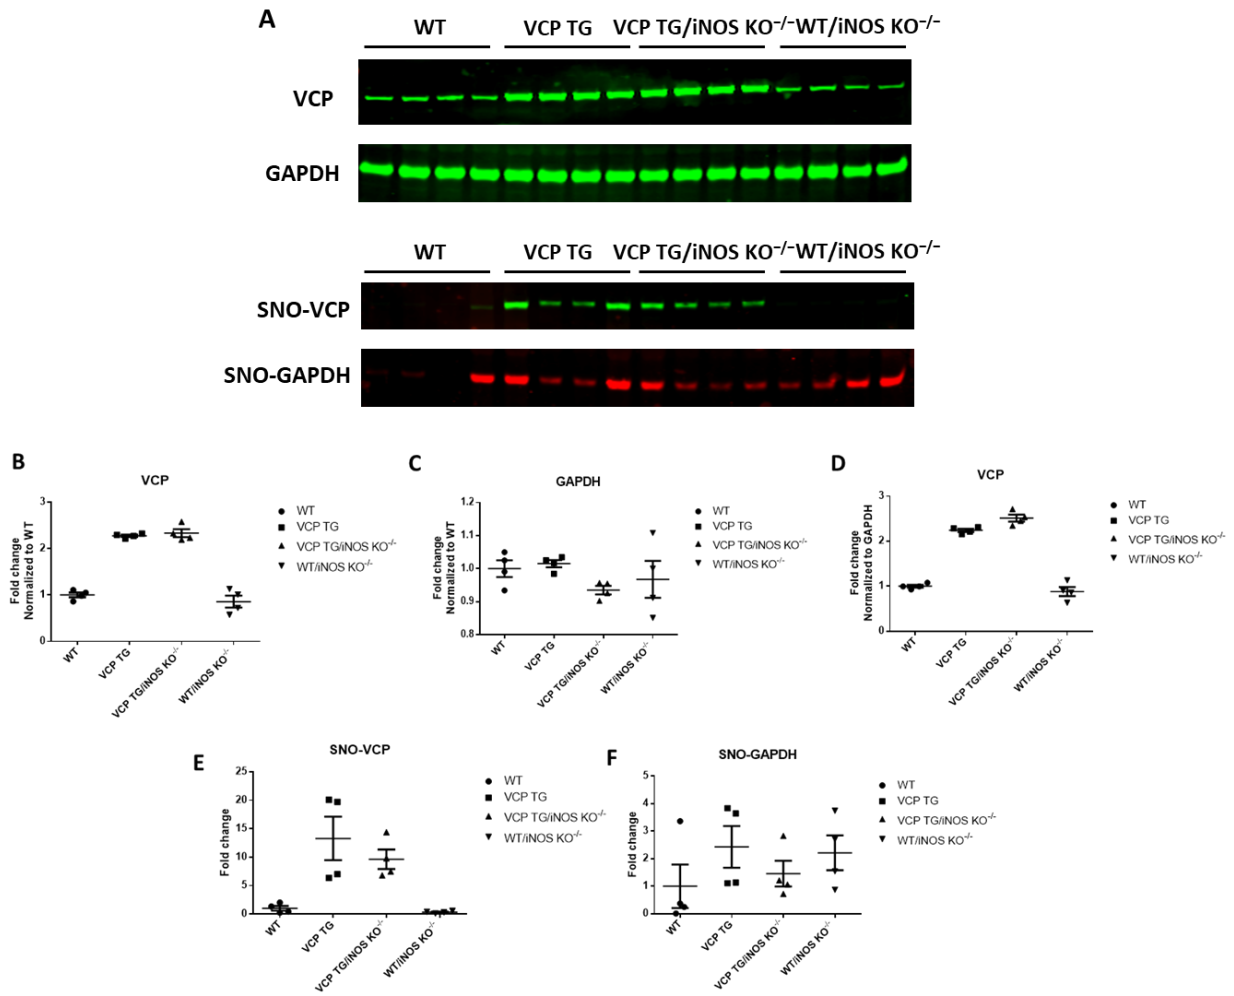 A
WT VCP TG VCP TG/iNOS KO⁻/⁻ WT/iNOS KO⁻/⁻
VCP
GAPDH
WT VCP TG VCP TG/iNOS KO⁻/⁻ WT/iNOS KO⁻/⁻
SNO-VCP
SNO-GAPDH
B
VCP
Fold change
Normalized to WT
3
2
1
0
WT
VCP TG
VCP TG/iNOS KO⁻/⁻
WT/iNOS KO⁻/⁻
WT
VCP TG
VCP TG/iNOS KO⁻/⁻
WT/iNOS KO⁻/⁻
C
GAPDH
Fold change
Normalized to WT
1.2
1.1
1.0
0.9
0.8
WT
VCP TG
VCP TG/iNOS KO⁻/⁻
WT/iNOS KO⁻/⁻
WT
VCP TG
VCP TG/iNOS KO⁻/⁻
WT/iNOS KO⁻/⁻
D
VCP
Fold change
Normalized to GAPDH
3
2
1
0
WT
VCP TG
VCP TG/iNOS KO⁻/⁻
WT/iNOS KO⁻/⁻
WT
VCP TG
VCP TG/iNOS KO⁻/⁻
WT/iNOS KO⁻/⁻
E
SNO-VCP
Fold change
25
20
15
10
5
0
WT
VCP TG
VCP TG/iNOS KO⁻/⁻
WT/iNOS KO⁻/⁻
WT
VCP TG
VCP TG/iNOS KO⁻/⁻
WT/iNOS KO⁻/⁻
F
SNO-GAPDH
Fold change
5
4
3
2
1
0
WT
VCP TG
VCP TG/iNOS KO⁻/⁻
WT/iNOS KO⁻/⁻
WT
VCP TG
VCP TG/iNOS KO⁻/⁻
WT/iNOS KO⁻/⁻